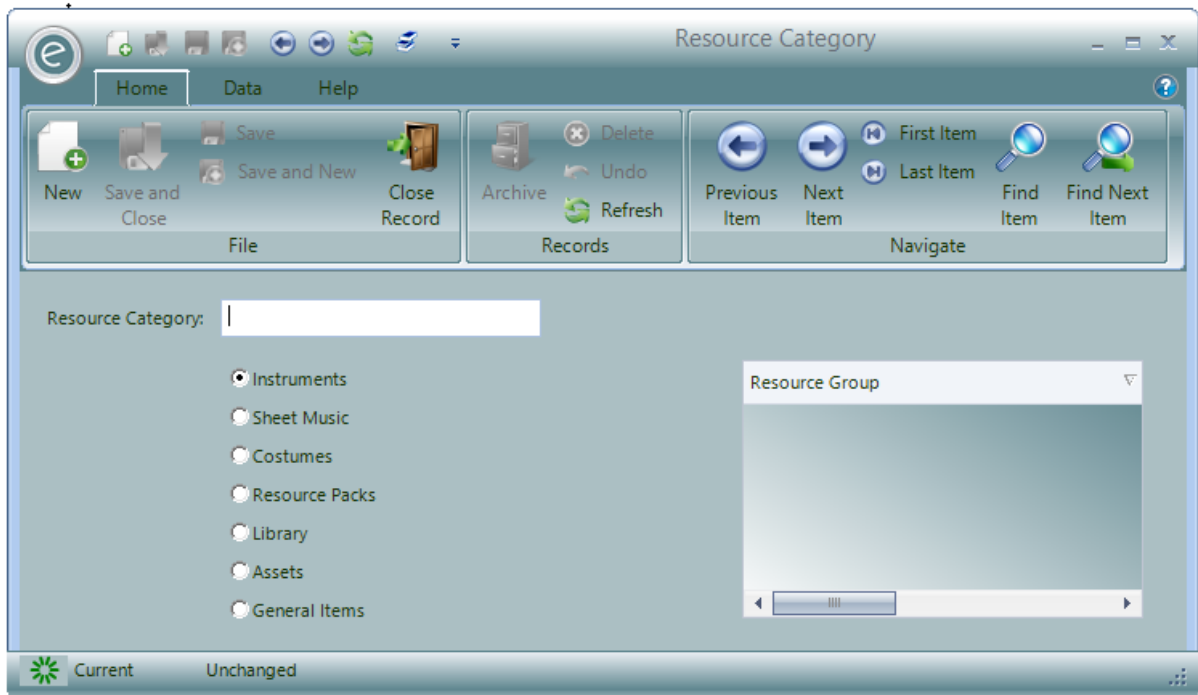 e
Resource Category
Home Data Help
New
Save and Close
Save
Save and New
Close Record
File
Archive
Delete
Undo
Refresh
Records
Previous Item
Next Item
First Item
Last Item
Find Item
Find Next Item
Navigate
Resource Category:
Instruments
Sheet Music
Costumes
Resource Packs
Library
Assets
General Items
Resource Group
Current Unchanged